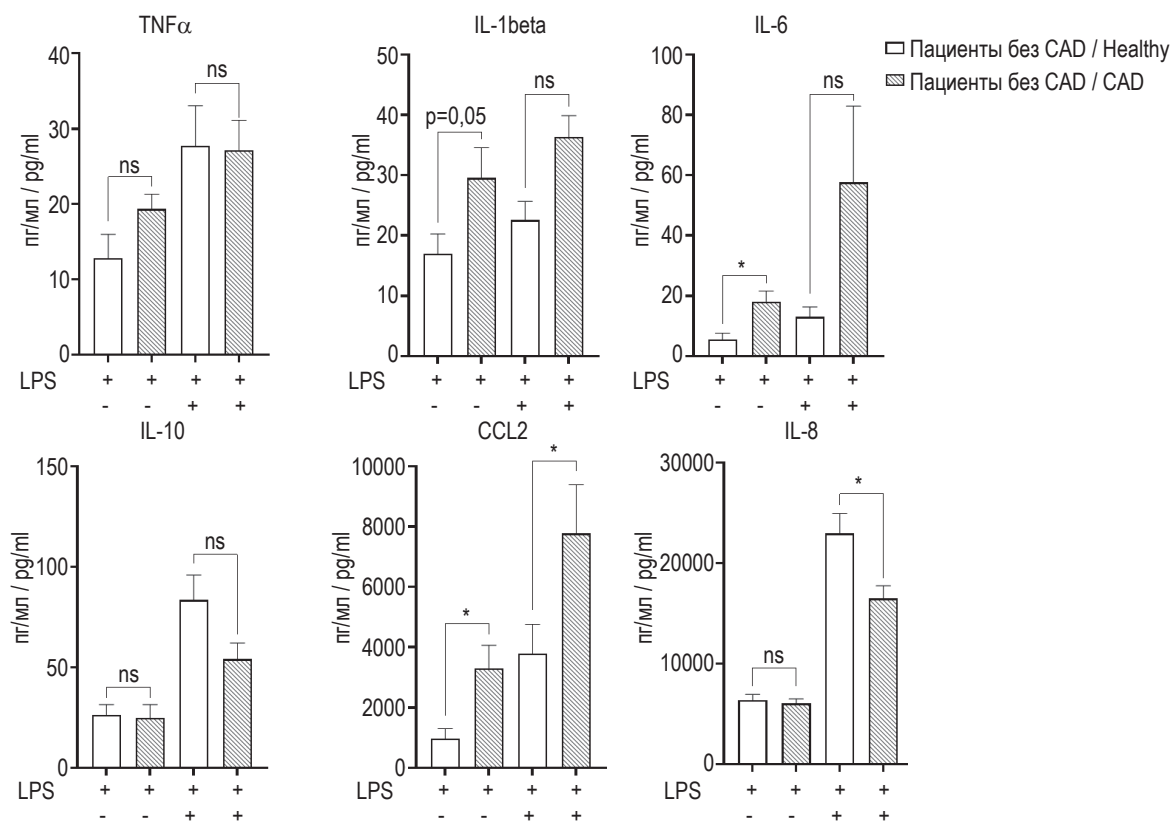 TNFα
IL-1beta
IL-6
Пациенты без CAD / Healthy
Пациенты без CAD / CAD
пг/мл / pg/ml
40
30
20
10
0
ns
ns
LPS + + + +
- - + +
пг/мл / pg/ml
50
40
30
20
10
0
p=0,05
ns
LPS + + + +
- - + +
пг/мл / pg/ml
100
80
60
40
20
0
*
ns
LPS + + + +
- - + +
IL-10
CCL2
IL-8
пг/мл / pg/ml
150
100
50
0
ns
ns
LPS + + + +
- - + +
пг/мл / pg/ml
10000
8000
6000
4000
2000
0
*
*
LPS + + + +
- - + +
пг/мл / pg/ml
30000
20000
10000
0
ns
*
LPS + + + +
- - + +